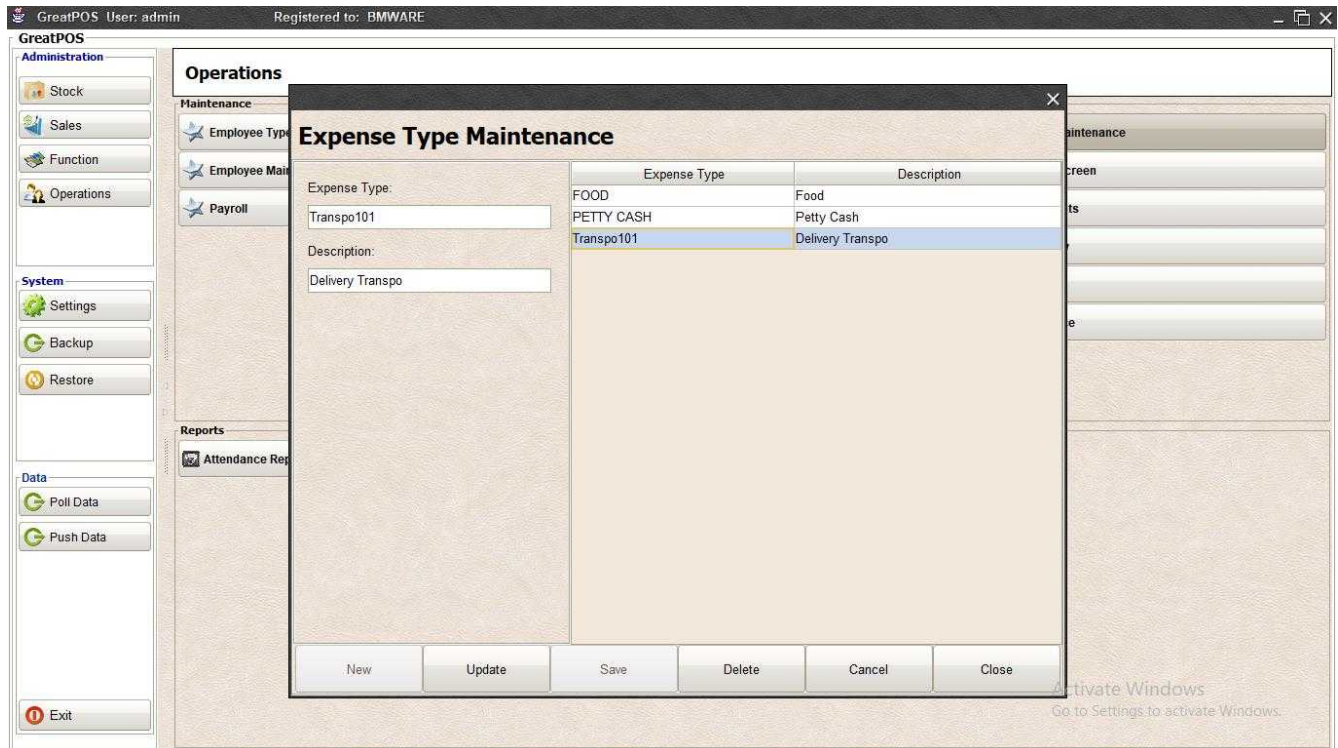 GreatPOS User: admin Registered to: BMWARE
GreatPOS
Administration
Stock
Sales
Function
Operations
System
Settings
Backup
Restore
Data
Poll Data
Push Data
Exit
Operations
Maintenance
Employee Type
Employee Mai
Payroll
Reports
Attendance Rep
Expense Type Maintenance
Expense Type:
Transpo101
Description:
Delivery Transpo
Expense Type Description
FOOD Food
PETTY CASH Petty Cash
Transpo101 Delivery Transpo
New Update Save Delete Cancel Close
aintenance
creen
ts
e
Activate Windows
Go to Settings to activate Windows.